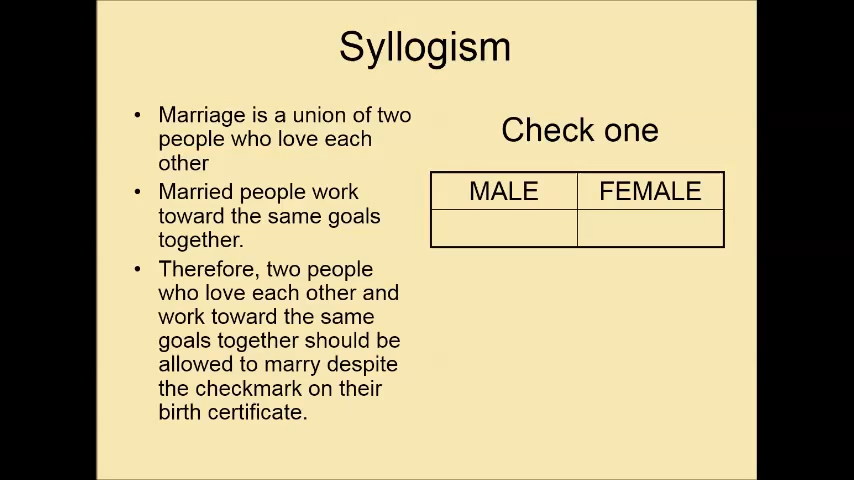 Syllogism
• Marriage is a union of two
people who love each
other
• Married people work
toward the same goals
together.
• Therefore, two people
who love each other and
work toward the same
goals together should be
allowed to marry despite
the checkmark on their
birth certificate.
Check one
MALE FEMALE